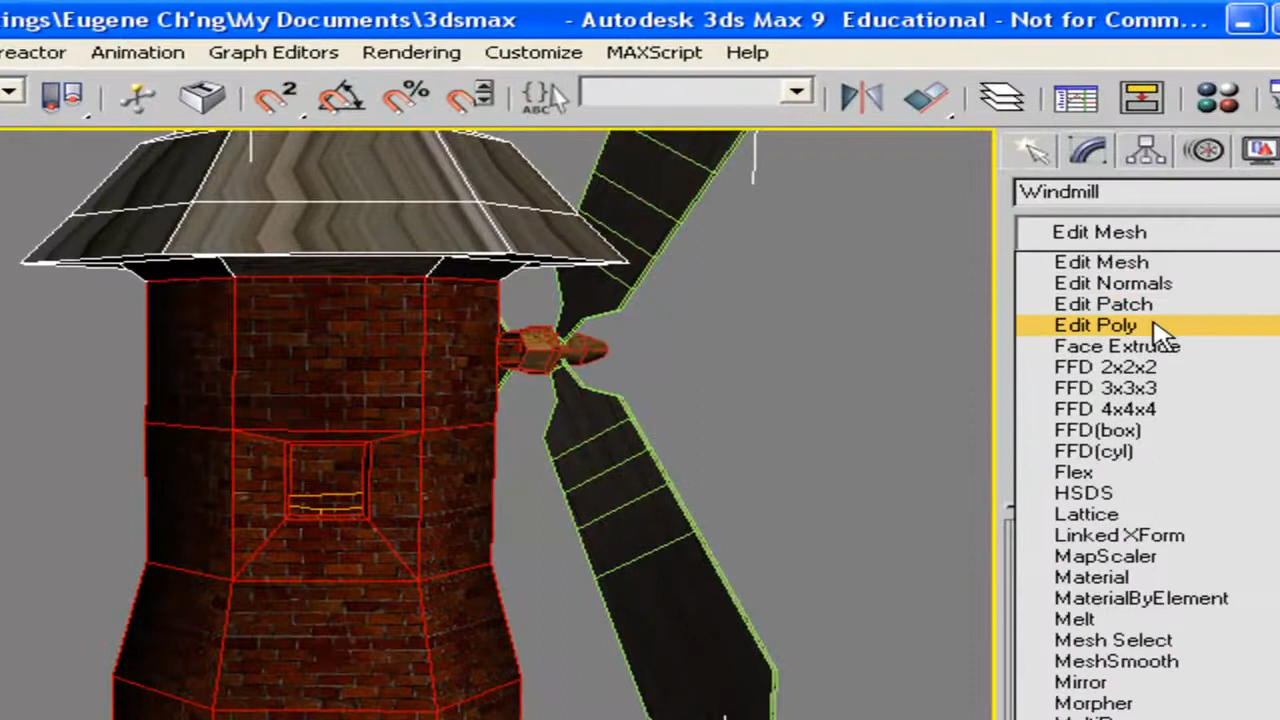 tings\Eugene Ch'ng\My Documents\3dsmax - Autodesk 3ds Max 9 Educational - Not for Comm...
reactor Animation Graph Editors Rendering Customize MAXScript Help
2 % ABC
Windmill
Edit Mesh
Edit Mesh
Edit Normals
Edit Patch
Edit Poly
Face Extrude
FFD 2x2x2
FFD 3x3x3
FFD 4x4x4
FFD(box)
FFD(cyl)
Flex
HSDS
Lattice
Linked XForm
MapScaler
Material
MaterialByElement
Melt
Mesh Select
MeshSmooth
Mirror
Morpher